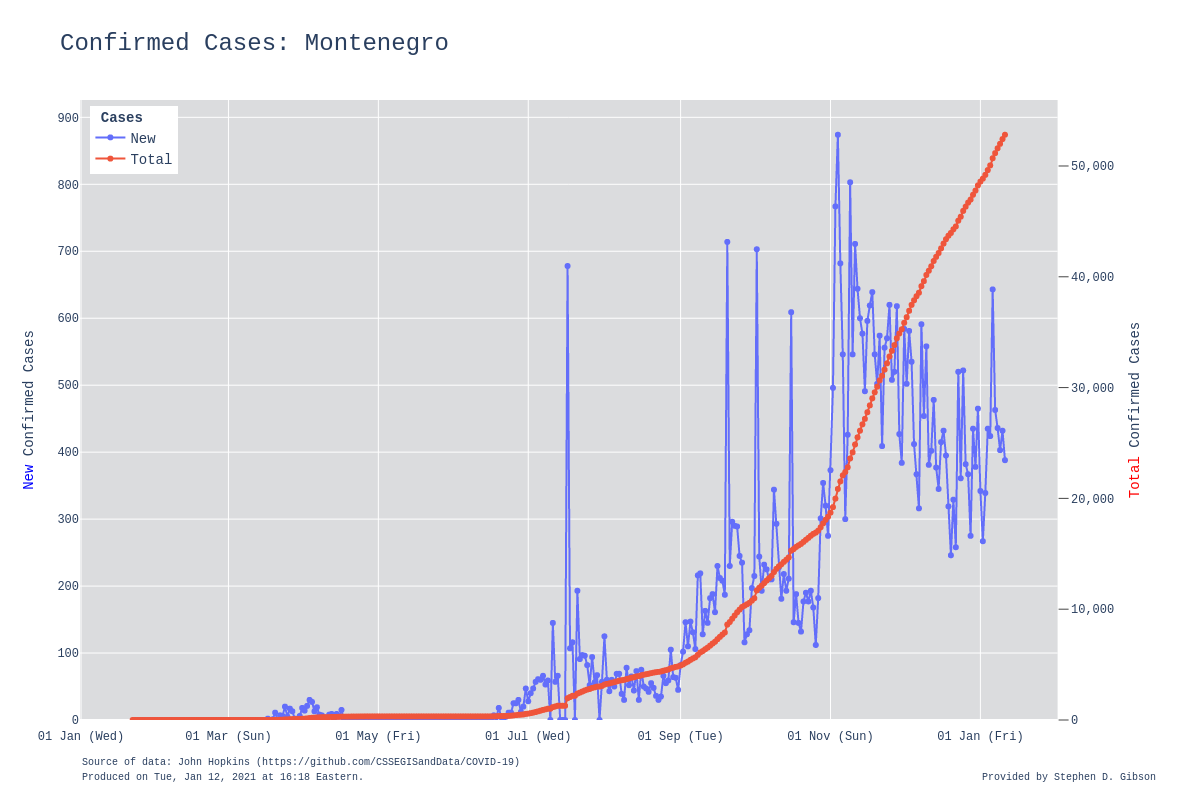 Confirmed Cases: Montenegro
Cases
New
Total
900
800
700
600
500
400
300
200
100
0
50,000
40,000
30,000
20,000
10,000
0
New Confirmed Cases
Total Confirmed Cases
01 Jan (Wed) 01 Mar (Sun) 01 May (Fri) 01 Jul (Wed) 01 Sep (Tue) 01 Nov (Sun) 01 Jan (Fri)
Source of data: John Hopkins (https://github.com/CSSEGISandData/COVID-19)
Produced on Tue, Jan 12, 2021 at 16:18 Eastern.
Provided by Stephen D. Gibson